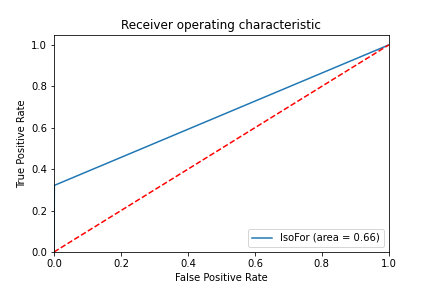 Receiver operating characteristic
True Positive Rate
1.0
0.8
0.6
0.4
0.2
0.0
IsoFor (area = 0.66)
0.0 0.2 0.4 0.6 0.8 1.0
False Positive Rate